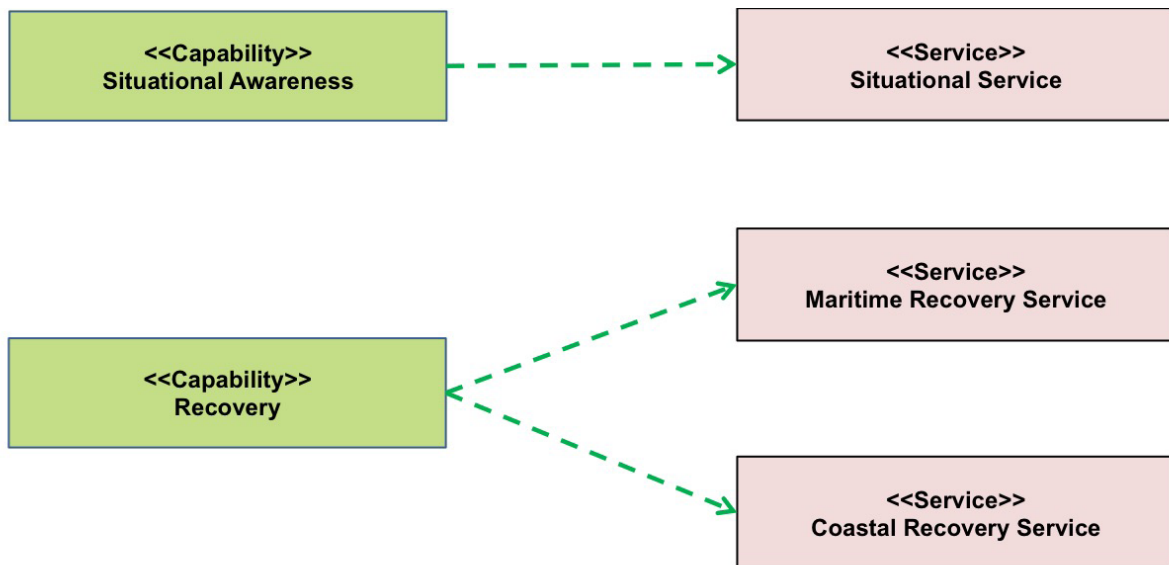 <<Capability>>
Situational Awareness
<<Service>>
Situational Service
<<Service>>
Maritime Recovery Service
<<Capability>>
Recovery
<<Service>>
Coastal Recovery Service